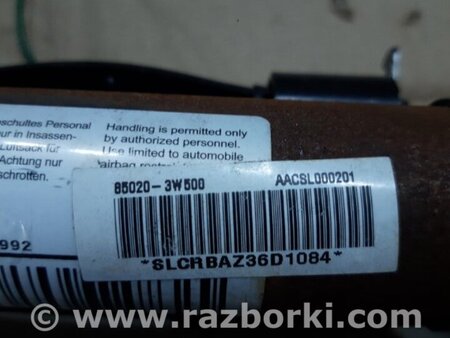 schultes Personal
ur in Insassen-
Luftsack für
Achtung nur
schrotten.
Handling is permitted only
by authorized personnel.
Use limited to automobile
992
85020-3W500 AACSL000201
*SLCRBAZ36D1084*
www.razborki.com